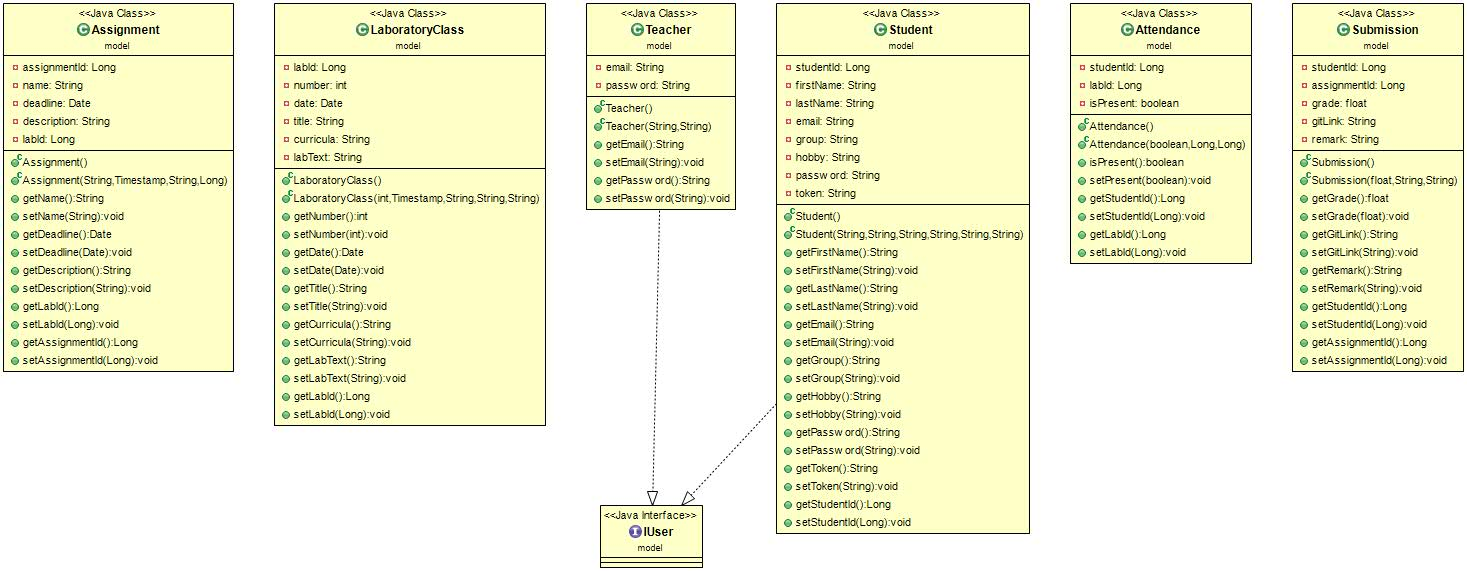 <<Java Class>>
Assignment
model
assignmentId: Long
name: String
deadline: Date
description: String
labId: Long
Assignment()
Assignment(String,Timestamp,String,Long)
getName():String
setName(String):void
getDeadline():Date
setDeadline(Date):void
getDescription():String
setDescription(String):void
getLabId():Long
setLabId(Long):void
getAssignmentId():Long
setAssignmentId(Long):void
<<Java Class>>
LaboratoryClass
model
labId: Long
number: int
date: Date
title: String
curricula: String
labText: String
LaboratoryClass()
LaboratoryClass(int,Timestamp,String,String,String)
getNumber():int
setNumber(int):void
getDate():Date
setDate(Date):void
getTitle():String
setTitle(String):void
getCurricula():String
setCurricula(String):void
getLabText():String
setLabText(String):void
getLabId():Long
setLabId(Long):void
<<Java Class>>
Teacher
model
email: String
password: String
Teacher()
Teacher(String,String)
getEmail():String
setEmail(String):void
getPassword():String
setPassword(String):void
<<Java Class>>
Student
model
studentId: Long
firstName: String
lastName: String
email: String
group: String
hobby: String
password: String
token: String
Student()
Student(String,String,String,String,String,String)
getFirstName():String
setFirstName(String):void
getLastName():String
setLastName(String):void
getEmail():String
setEmail(String):void
getGroup():String
setGroup(String):void
getHobby():String
setHobby(String):void
getPassword():String
setPassword(String):void
getToken():String
setToken(String):void
getStudentId():Long
setStudentId(Long):void
<<Java Class>>
Attendance
model
studentId: Long
labId: Long
isPresent: boolean
Attendance()
Attendance(boolean,Long,Long)
isPresent():boolean
setPresent(boolean):void
getStudentId():Long
setStudentId(Long):void
getLabId():Long
setLabId(Long):void
<<Java Class>>
Submission
model
studentId: Long
assignmentId: Long
grade: float
gitLink: String
remark: String
Submission()
Submission(float,String,String)
getGrade():float
setGrade(float):void
getGitLink():String
setGitLink(String):void
getRemark():String
setRemark(String):void
getStudentId():Long
setStudentId(Long):void
getAssignmentId():Long
setAssignmentId(Long):void
<<Java Interface>>
IUser
model